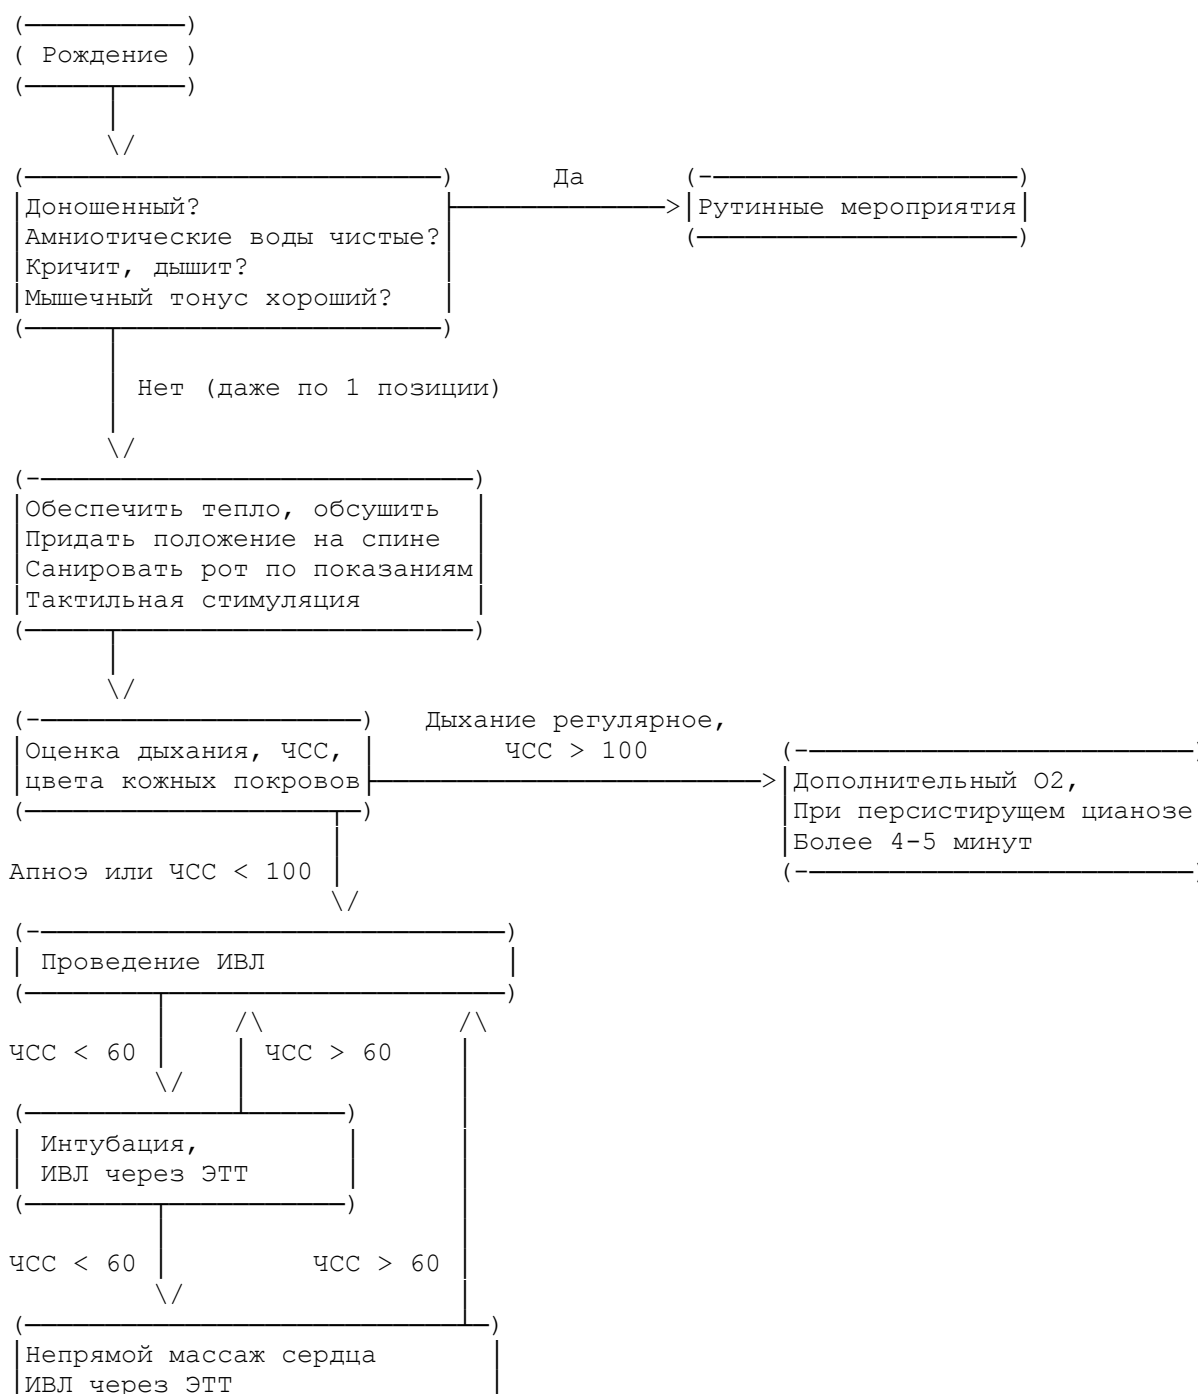 Рождение
Да
Доношенный?
Рутинные мероприятия
Амниотические воды чистые?
Кричит, дышит?
Мышечный тонус хороший?
Нет (даже по 1 позиции)
Обеспечить тепло, обсушить
Придать положение на спине
Санировать рот по показаниям
Тактильная стимуляция
Дыхание регулярное,
Оценка дыхания, ЧСС,
ЧСС > 100
цвета кожных покровов
Дополнительный О2,
При персистирущем цианозе
Более 4-5 минут
Апноэ или ЧСС < 100
Проведение ИВЛ
ЧСС < 60
ЧСС > 60
Интубация,
ИВЛ через ЭТТ
ЧСС < 60
ЧСС > 60
Непрямой массаж сердца
ИВЛ через ЭТТ